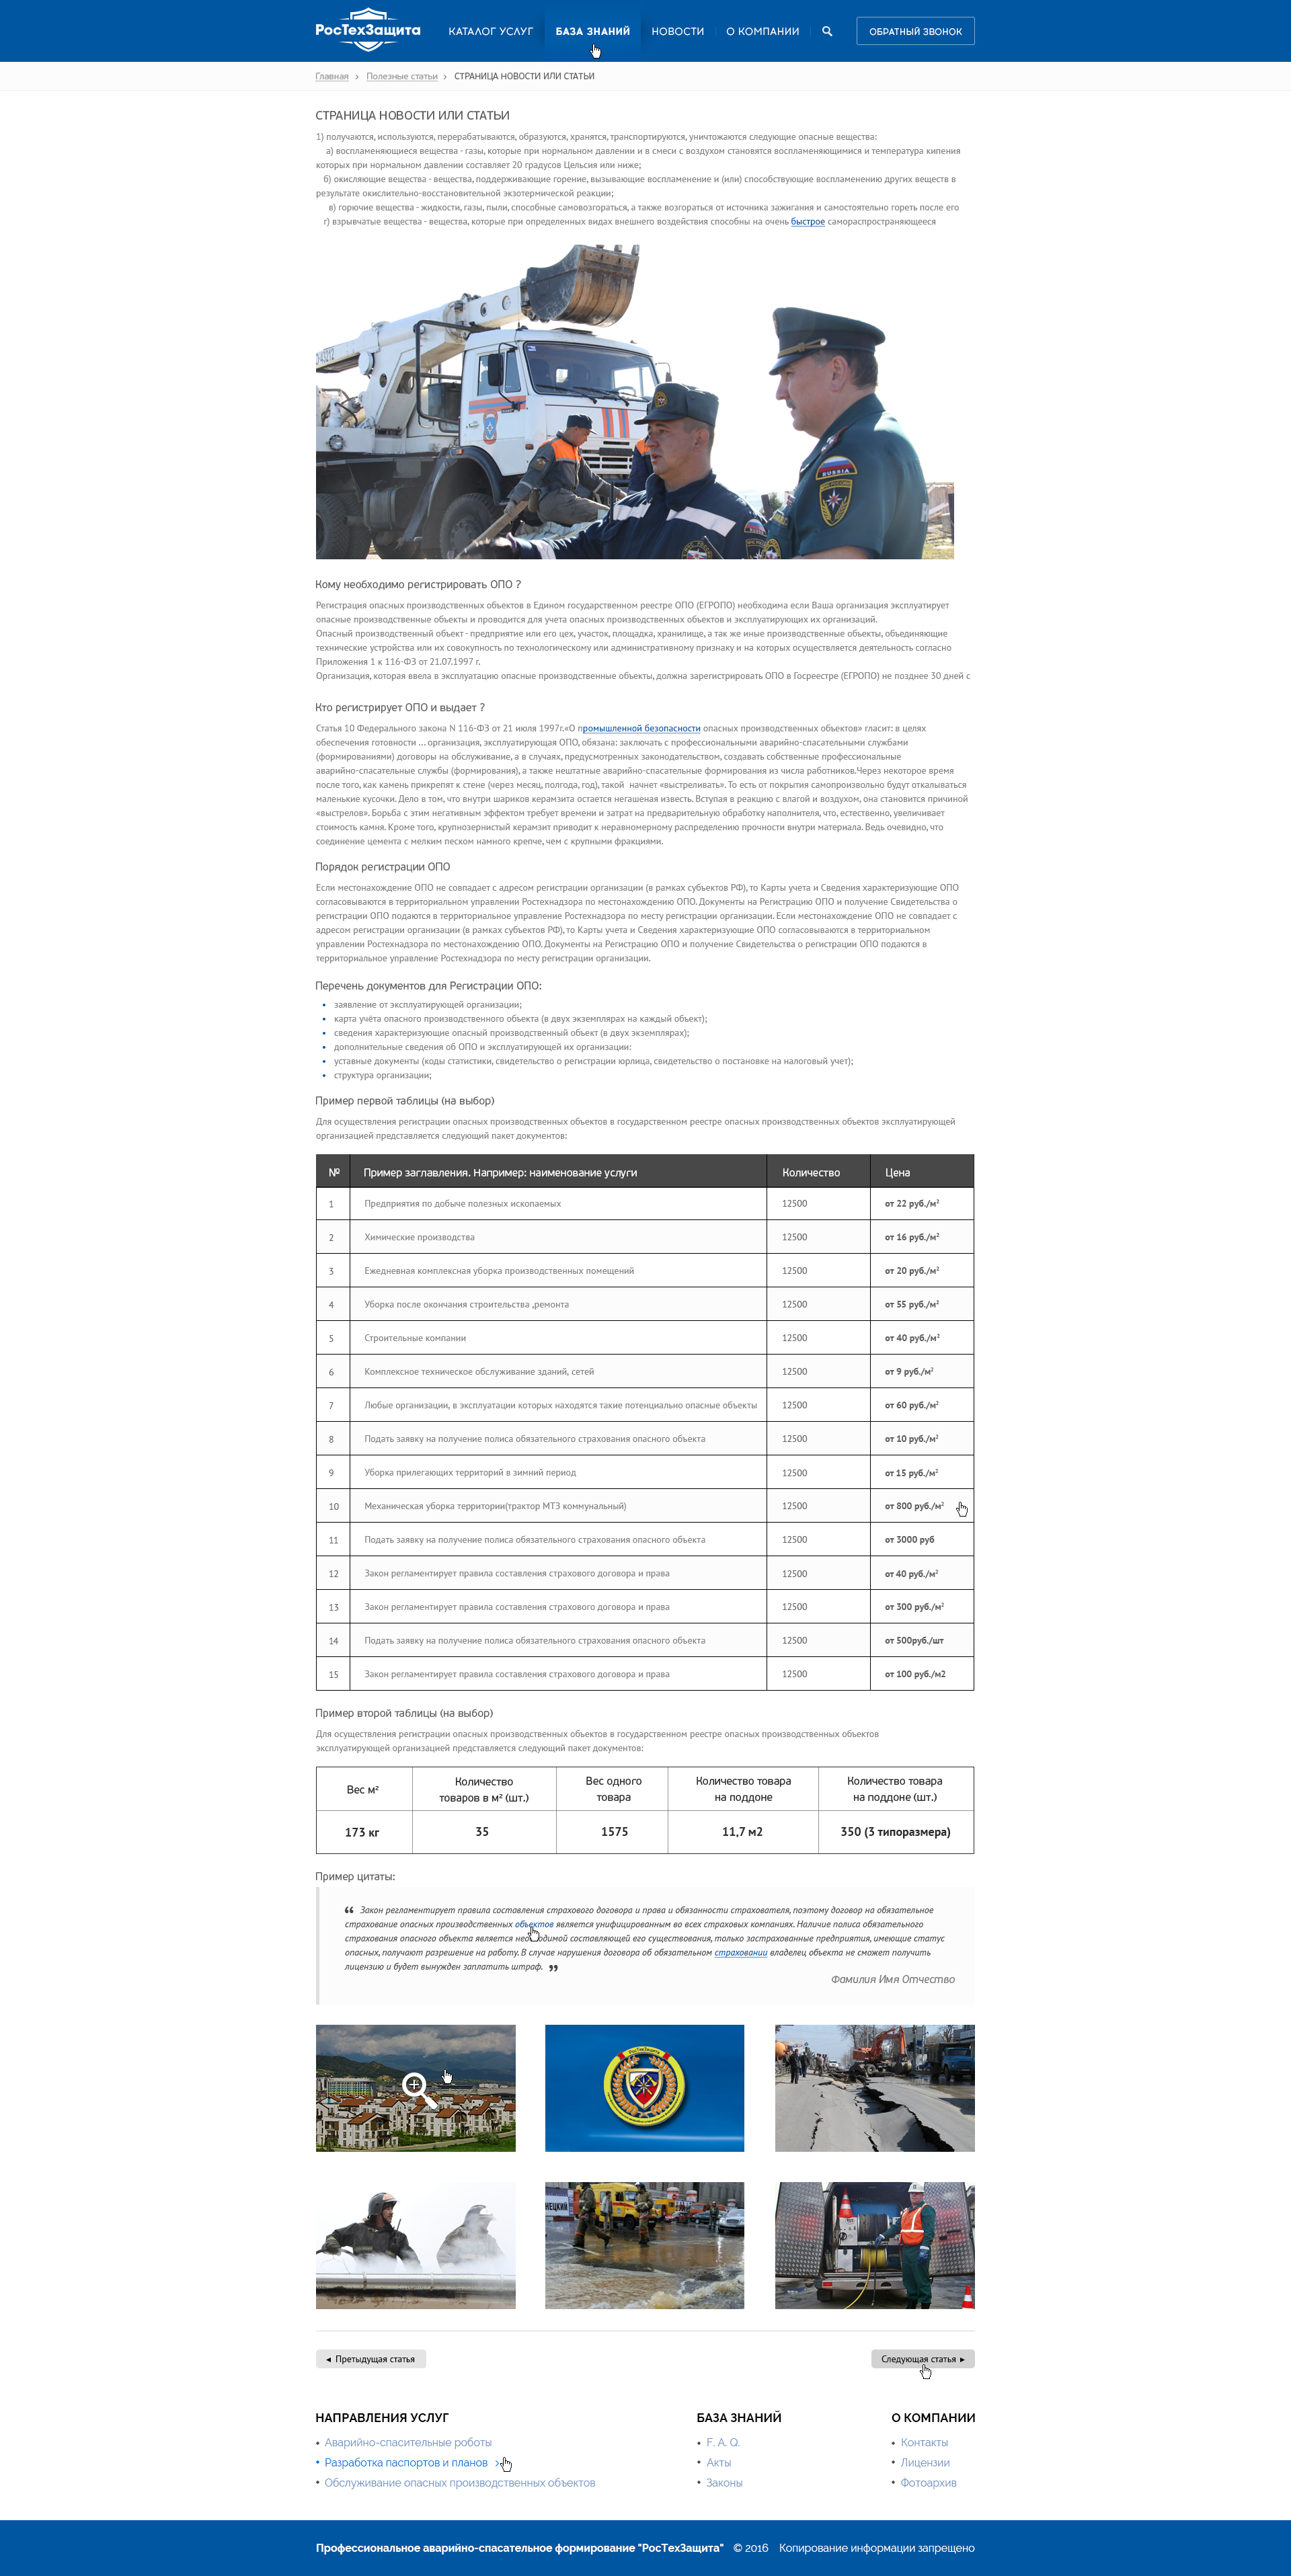 РосТехЗащита
КАТАЛОГ УСЛУГ БАЗА ЗНАНИЙ НОВОСТИ О КОМПАНИИ ОБРАТНЫЙ ЗВОНОК
Главная › Полезные статьи › СТРАНИЦА НОВОСТИ ИЛИ СТАТЬИ
СТРАНИЦА НОВОСТИ ИЛИ СТАТЬИ
1) получаются, используются, перерабатываются, образуются, хранятся, транспортируются, уничтожаются следующие опасные вещества:
а) воспламеняющиеся вещества - газы, которые при нормальном давлении и в смеси с воздухом становятся воспламеняющимися и температура кипения
которых при нормальном давлении составляет 20 градусов Цельсия или ниже;
б) окисляющие вещества - вещества, поддерживающие горение, вызывающие воспламенение и (или) способствующие воспламенению других веществ в
результате окислительно-восстановительной экзотермической реакции;
в) горючие вещества - жидкости, газы, пыли, способные самовозгораться, а также возгораться от источника зажигания и самостоятельно гореть после его
г) взрывчатые вещества - вещества, которые при определенных видах внешнего воздействия способны на очень быстрое самораспространяющееся
RUSSIA
Кому необходимо регистрировать ОПО ?
Регистрация опасных производственных объектов в Едином государственном реестре ОПО (ЕГРОПО) необходима если Ваша организация эксплуатирует
опасные производственные объекты и проводится для учета опасных производственных объектов и эксплуатирующих их организаций.
Опасный производственный объект - предприятие или его цех, участок, площадка, хранилище, а так же иные производственные объекты, объединяющие
технические устройства или их совокупность по технологическому или административному признаку и на которых осуществляется деятельность согласно
Приложения 1 к 116-ФЗ от 21.07.1997 г.
Организация, которая ввела в эксплуатацию опасные производственные объекты, должна зарегистрировать ОПО в Госреестре (ЕГРОПО) не позднее 30 дней с
Кто регистрирует ОПО и выдает ?
Статья 10 Федерального закона N 116-ФЗ от 21 июля 1997г.«О промышленной безопасности опасных производственных объектов» гласит: в целях
обеспечения готовности ... организация, эксплуатирующая ОПО, обязана: заключать с профессиональными аварийно-спасательными службами
(формированиями) договоры на обслуживание, а в случаях, предусмотренных законодательством, создавать собственные профессиональные
аварийно-спасательные службы (формирования), а также нештатные аварийно-спасательные формирования из числа работников.Через некоторое время
после того, как камень прикрепят к стене (через месяц, полгода, год), такой начнет «выстреливать». То есть от покрытия самопроизвольно будут откалываться
маленькие кусочки. Дело в том, что внутри шариков керамзита остается негашеная известь. Вступая в реакцию с влагой и воздухом, она становится причиной
«выстрелов». Борьба с этим негативным эффектом требует времени и затрат на предварительную обработку наполнителя, что, естественно, увеличивает
стоимость камня. Кроме того, крупнозернистый керамзит приводит к неравномерному распределению прочности внутри материала. Ведь очевидно, что
соединение цемента с мелким песком намного крепче, чем с крупными фракциями.
Порядок регистрации ОПО
Если местонахождение ОПО не совпадает с адресом регистрации организации (в рамках субъектов РФ), то Карты учета и Сведения характеризующие ОПО
согласовываются в территориальном управлении Ростехнадзора по местонахождению ОПО. Документы на Регистрацию ОПО и получение Свидетельства о
регистрации ОПО подаются в территориальное управление Ростехнадзора по месту регистрации организации. Если местонахождение ОПО не совпадает с
адресом регистрации организации (в рамках субъектов РФ), то Карты учета и Сведения характеризующие ОПО согласовываются в территориальном
управлении Ростехнадзора по местонахождению ОПО. Документы на Регистрацию ОПО и получение Свидетельства о регистрации ОПО подаются в
территориальное управление Ростехнадзора по месту регистрации организации.
Перечень документов для Регистрации ОПО:
• заявление от эксплуатирующей организации;
• карта учёта опасного производственного объекта (в двух экземплярах на каждый объект);
• сведения характеризующие опасный производственный объект (в двух экземплярах);
• дополнительные сведения об ОПО и эксплуатирующей их организации:
• уставные документы (коды статистики, свидетельство о регистрации юрлица, свидетельство о постановке на налоговый учет);
• структура организации;
Пример первой таблицы (на выбор)
Для осуществления регистрации опасных производственных объектов в государственном реестре опасных производственных объектов эксплуатирующей
организацией представляется следующий пакет документов:
№ Пример заглавления. Например: наименование услуги Количество Цена
1 Предприятия по добыче полезных ископаемых 12500 от 22 руб./м²
2 Химические производства 12500 от 16 руб./м²
3 Ежедневная комплексная уборка производственных помещений 12500 от 20 руб./м²
4 Уборка после окончания строительства ,ремонта 12500 от 55 руб./м²
5 Строительные компании 12500 от 40 руб./м²
6 Комплексное техническое обслуживание зданий, сетей 12500 от 9 руб./м²
7 Любые организации, в эксплуатации которых находятся такие потенциально опасные объекты 12500 от 60 руб./м²
8 Подать заявку на получение полиса обязательного страхования опасного объекта 12500 от 10 руб./м²
9 Уборка прилегающих территорий в зимний период 12500 от 15 руб./м²
10 Механическая уборка территории(трактор МТЗ коммунальный) 12500 от 800 руб./м²
11 Подать заявку на получение полиса обязательного страхования опасного объекта 12500 от 3000 руб
12 Закон регламентирует правила составления страхового договора и права 12500 от 40 руб./м²
13 Закон регламентирует правила составления страхового договора и права 12500 от 300 руб./м²
14 Подать заявку на получение полиса обязательного страхования опасного объекта 12500 от 500руб./шт
15 Закон регламентирует правила составления страхового договора и права 12500 от 100 руб./м2
Пример второй таблицы (на выбор)
Для осуществления регистрации опасных производственных объектов в государственном реестре опасных производственных объектов
эксплуатирующей организацией представляется следующий пакет документов:
Вес м² Количество Вес одного Количество товара Количество товара
товаров в м² (шт.) товара на поддоне на поддоне (шт.)
173 кг 35 1575 11,7 м2 350 (3 типоразмера)
Пример цитаты:
“ Закон регламентирует правила составления страхового договора и права и обязанности страхователя, поэтому договор на обязательное
страхование опасных производственных объектов является унифицированным во всех страховых компаниях. Наличие полиса обязательного
страхования опасного объекта является необходимой составляющей его существования, только застрахованные предприятия, имеющие статус
опасных, получают разрешение на работу. В случае нарушения договора об обязательном страховании владелец объекта не сможет получить
лицензию и будет вынужден заплатить штраф. ”
Фамилия Имя Отчество
РосТехЗащита
НЕЦКИЙ
◄ Претыдущая статья Следующая статья ►
НАПРАВЛЕНИЯ УСЛУГ БАЗА ЗНАНИЙ О КОМПАНИИ
• Аварийно-спасительные роботы • F. A. Q. • Контакты
• Разработка паспортов и планов › • Акты • Лицензии
• Обслуживание опасных производственных объектов • Законы • Фотоархив
Профессиональное аварийно-спасательное формирование "РосТехЗащита" © 2016 Копирование информации запрещено